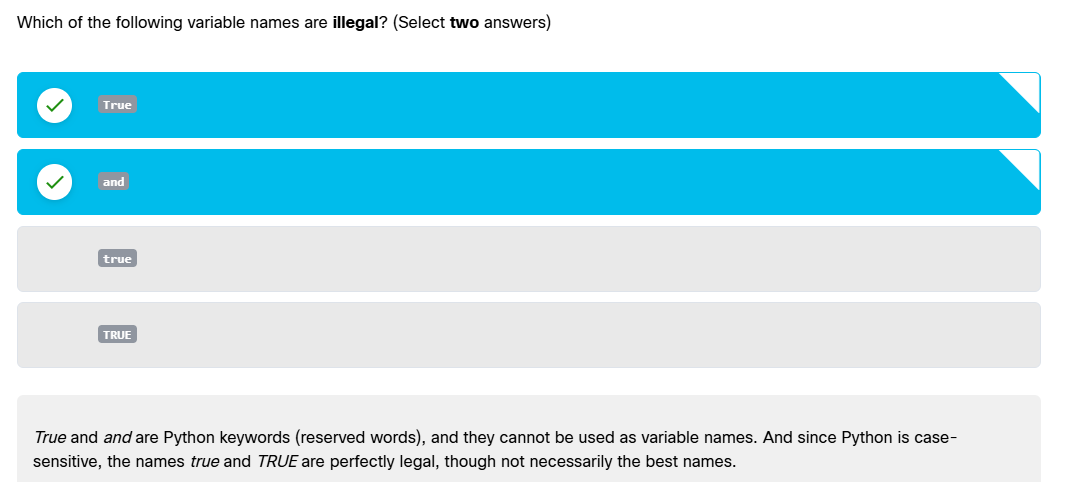 Which of the following variable names are illegal? (Select two answers)
True
and
true
TRUE
True and and are Python keywords (reserved words), and they cannot be used as variable names. And since Python is case-
sensitive, the names true and TRUE are perfectly legal, though not necessarily the best names.